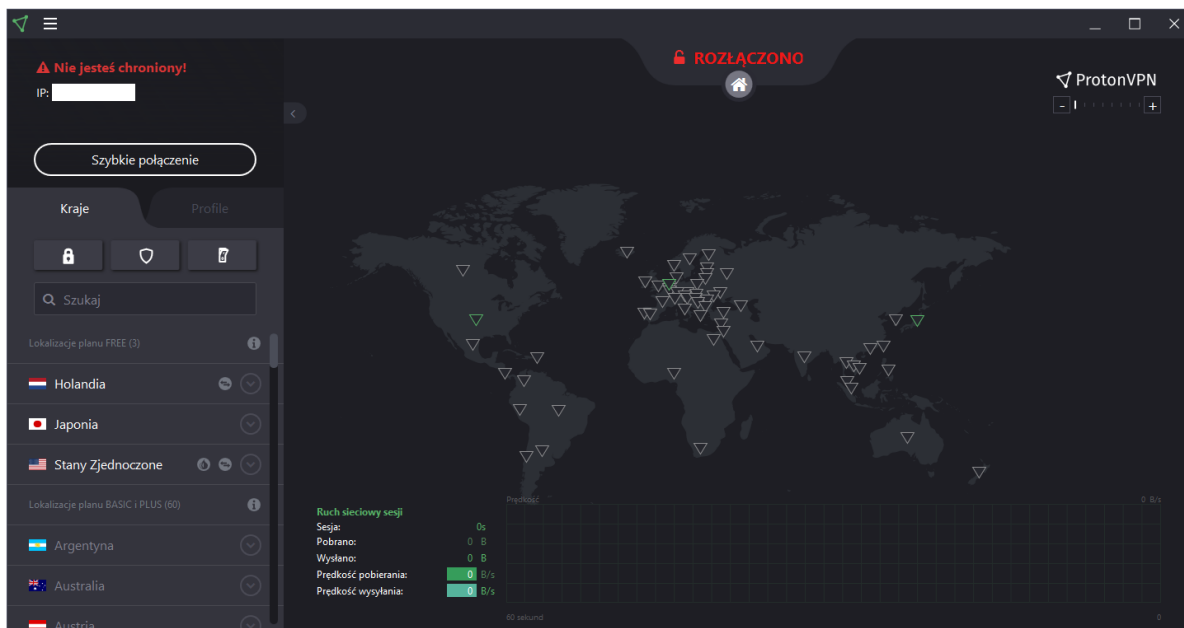 Nie jesteś chroniony!
IP:
Szybkie połączenie
Kraje
Profile
Szukaj
Lokalizacje planu FREE (3)
Holandia
Japonia
Stany Zjednoczone
Lokalizacje planu BASIC i PLUS (60)
Argentyna
Australia
Austria
ROZŁĄCZONO
ProtonVPN
- +
Prędkość 0 B/s
Ruch sieciowy sesji
Sesja: 0s
Pobrano: 0 B
Wysłano: 0 B
Prędkość pobierania: 0 B/s
Prędkość wysyłania: 0 B/s
60 sekund 0